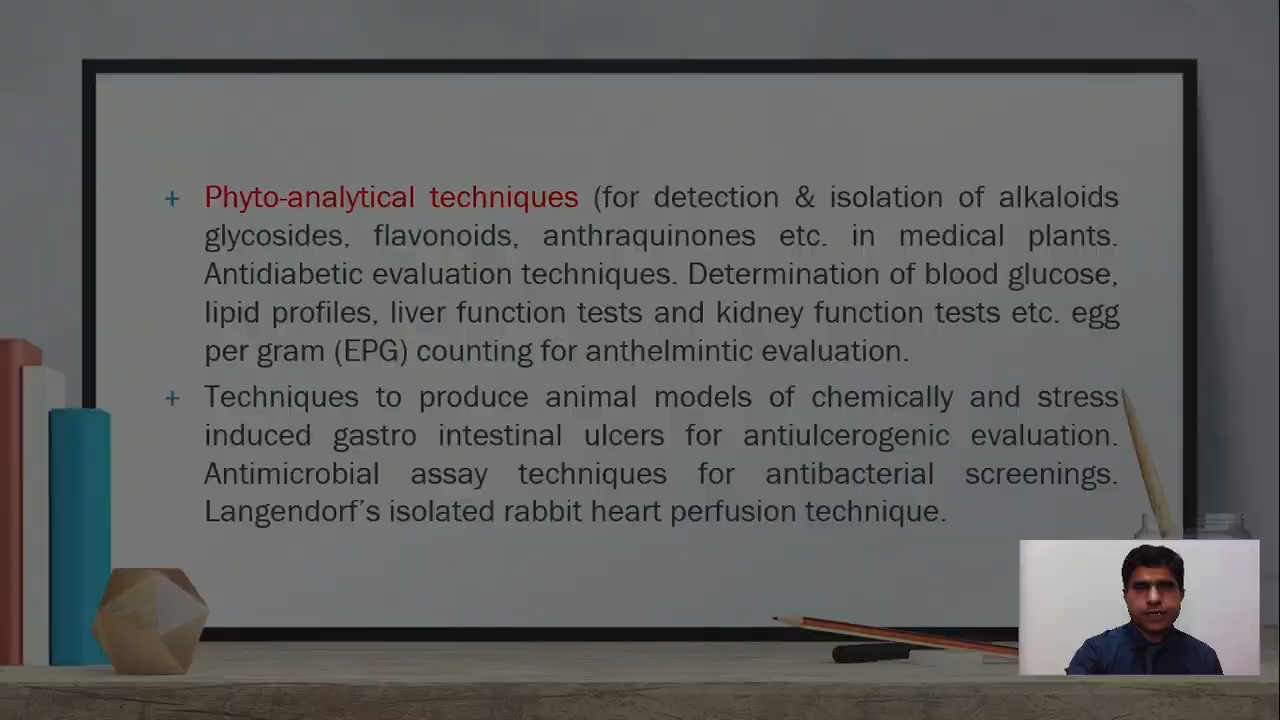 + Phyto-analytical techniques (for detection & isolation of alkaloids
glycosides, flavonoids, anthraquinones etc. in medical plants.
Antidiabetic evaluation techniques. Determination of blood glucose,
lipid profiles, liver function tests and kidney function tests etc. egg
per gram (EPG) counting for anthelmintic evaluation.
+ Techniques to produce animal models of chemically and stress
induced gastro intestinal ulcers for antiulcerogenic evaluation.
Antimicrobial assay techniques for antibacterial screenings.
Langendorf’s isolated rabbit heart perfusion technique.